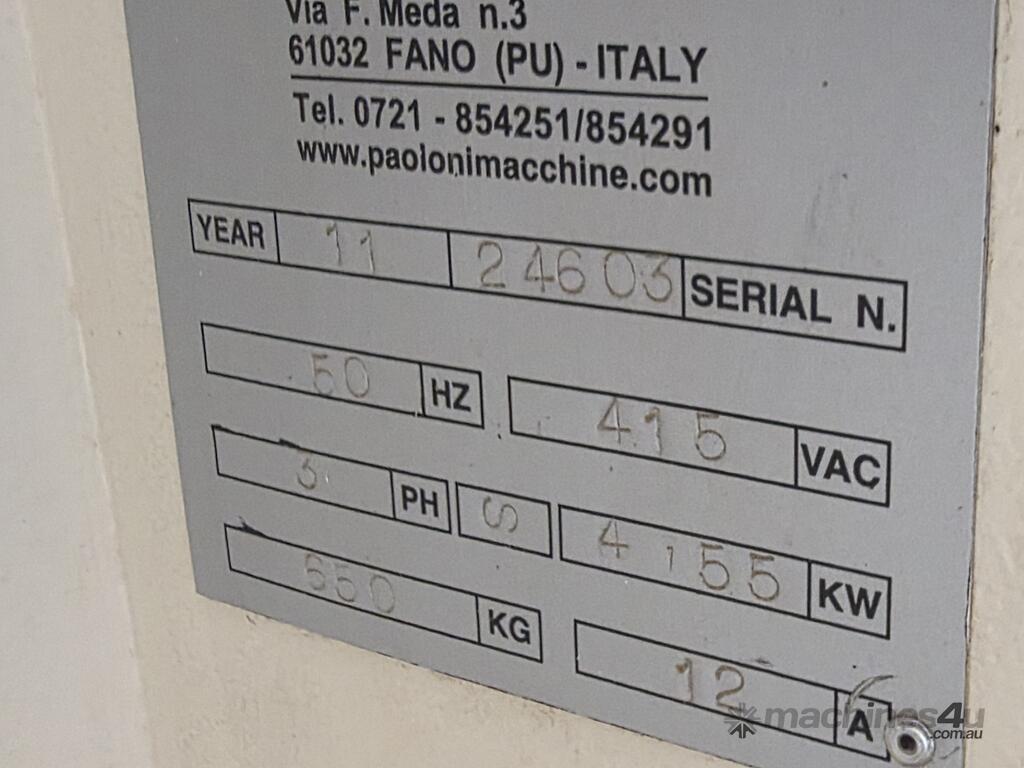 Via F. Meda n.3
61032 FANO (PU) - ITALY
Tel. 0721 - 854251/854291
www.paolonimacchine.com
YEAR 11 24603 SERIAL N.
50 HZ 415 VAC
3 PH S 4,55 KW
550 KG 12 A
machines4u
.com.au